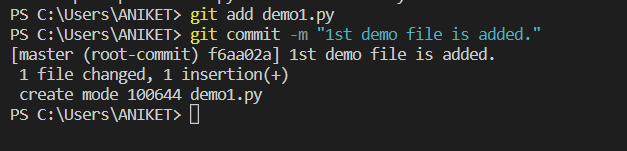 PS C:\Users\ANIKET> git add demo1.py
PS C:\Users\ANIKET> git commit -m "1st demo file is added."
[master (root-commit) f6aa02a] 1st demo file is added.
 1 file changed, 1 insertion(+)
 create mode 100644 demo1.py
PS C:\Users\ANIKET>